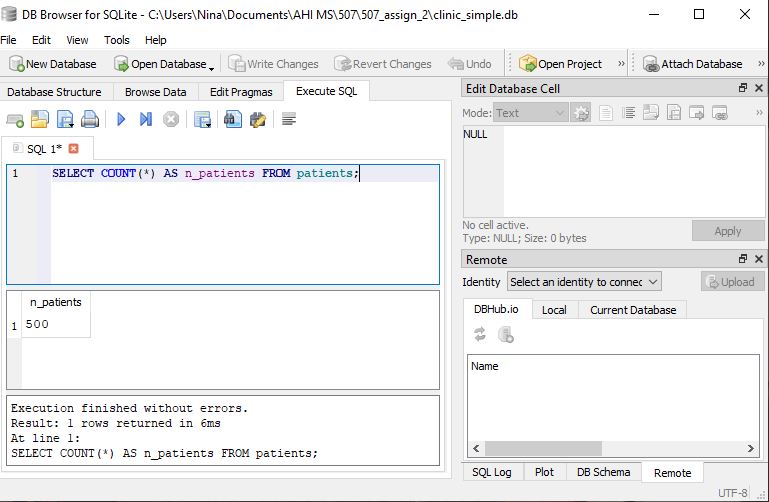 DB Browser for SQLite - C:\Users\Nina\Documents\AHI MS\507\507_assign_2\clinic_simple.db
File Edit View Tools Help
New Database Open Database Write Changes Revert Changes Undo Open Project » Attach Database »
Database Structure Browse Data Edit Pragmas Execute SQL
SQL 1*
1 SELECT COUNT(*) AS n_patients FROM patients;
n_patients
1 500
Execution finished without errors.
Result: 1 rows returned in 6ms
At line 1:
SELECT COUNT(*) AS n_patients FROM patients;
Edit Database Cell
Mode: Text »
NULL
No cell active.
Type: NULL; Size: 0 bytes
Apply
Remote
Identity Select an identity to connec Upload
DBHub.io Local Current Database
Name
SQL Log Plot DB Schema Remote
UTF-8